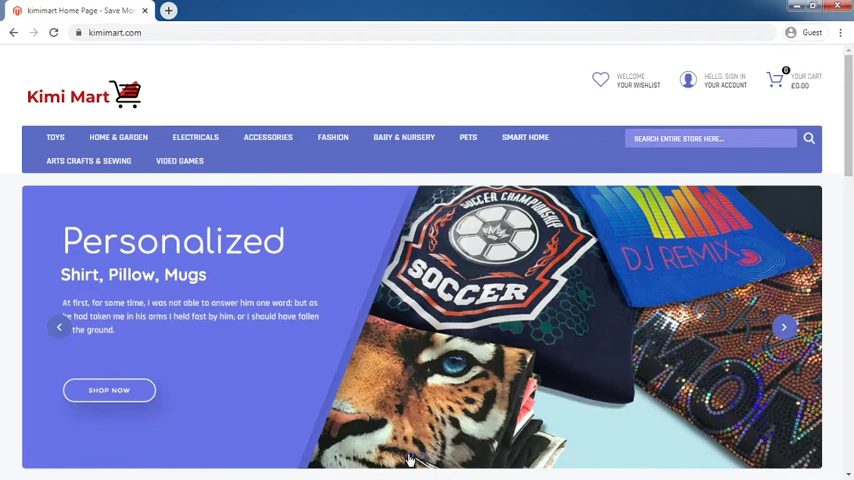 kimimart Home Page - Save Mo
kimimart.com
Guest
Kimi Mart
WELCOME
YOUR WISHLIST
HELLO, SIGN IN
YOUR ACCOUNT
0
YOUR CART
£0.00
TOYS HOME & GARDEN ELECTRICALS ACCESSORIES FASHION BABY & NURSERY PETS SMART HOME
SEARCH ENTIRE STORE HERE...
ARTS CRAFTS & SEWING VIDEO GAMES
Personalized
Shirt, Pillow, Mugs
At first, for some time, I was not able to answer him one word; but as
he had taken me in his arms I held fast by him, or I should have fallen
the ground.
SHOP NOW
SOCCER CHAMPIONSHIP
SOCCER
DJ REMIX